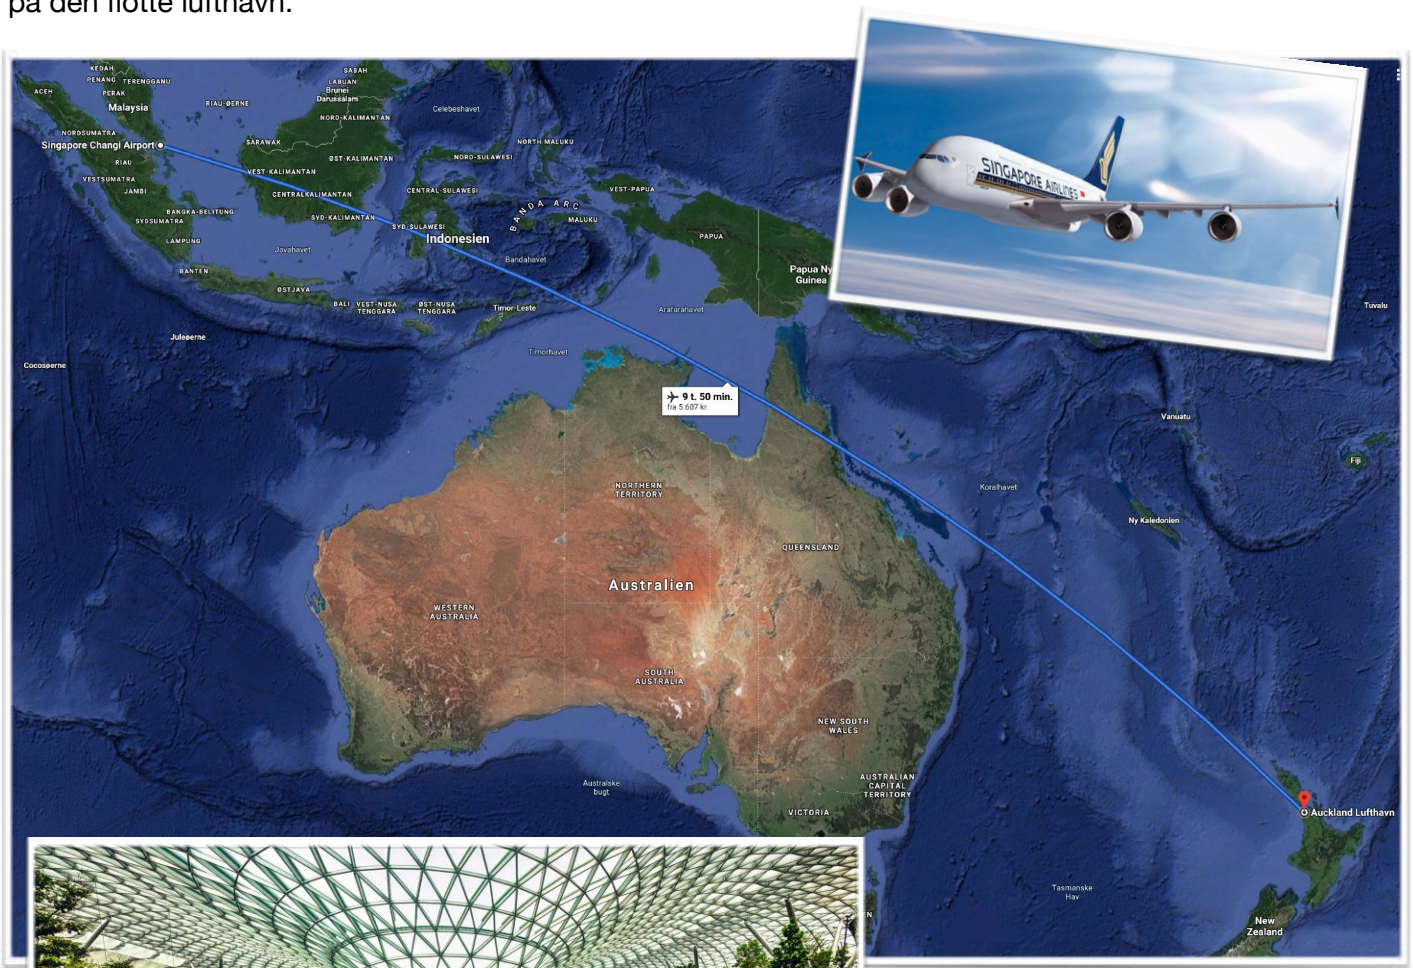 på den flotte lufthavn.
KEDAH
PENANG
TERENGGANU
PERAK
ACEH
Malaysia
RIAU-ØERNE
SABAH
LABUAN
Brunei
Darussalam
NORD-KALIMANTAN
Celebeshavet
NORDSUMATRA
Singapore Changi Airport
SARAWAK
RIAU
VESTSUMATRA
JAMBI
ØST-KALIMANTAN
VEST-KALIMANTAN
CENTRALKALIMANTAN
NORD-SULAWESI
NORTH MALUKU
CENTRAL-SULAWESI
VEST-PAPUA
BANGKA-BELITUNG
SYDSUMATRA
SYD-KALIMANTAN
SYD-SULAWESI
BANDA ARC
MALUKU
LAMPUNG
Javahavet
Indonesien
Bandahavet
PAPUA
BANTEN
ØSTJAVA
BALI
VEST-NUSA
TENGGARA
ØST-NUSA
TENGGARA
Timor-Leste
Arafurahavet
Papua Ny
Guinea
SINGAPORE AIRLINES
Tuvalu
Juleøerne
Cocosøerne
Timorhavet
9 t. 50 min.
fra 5.607 kr.
Vanuatu
Fiji
NORTHERN
TERRITORY
Koralhavet
Ny Kaledonien
QUEENSLAND
Australien
WESTERN
AUSTRALIA
SOUTH
AUSTRALIA
NEW SOUTH
WALES
AUSTRALIAN
CAPITAL
TERRITORY
Australske
bugt
VICTORIA
Auckland Lufthavn
Tasmanske
Hav
EN
New
Zealand